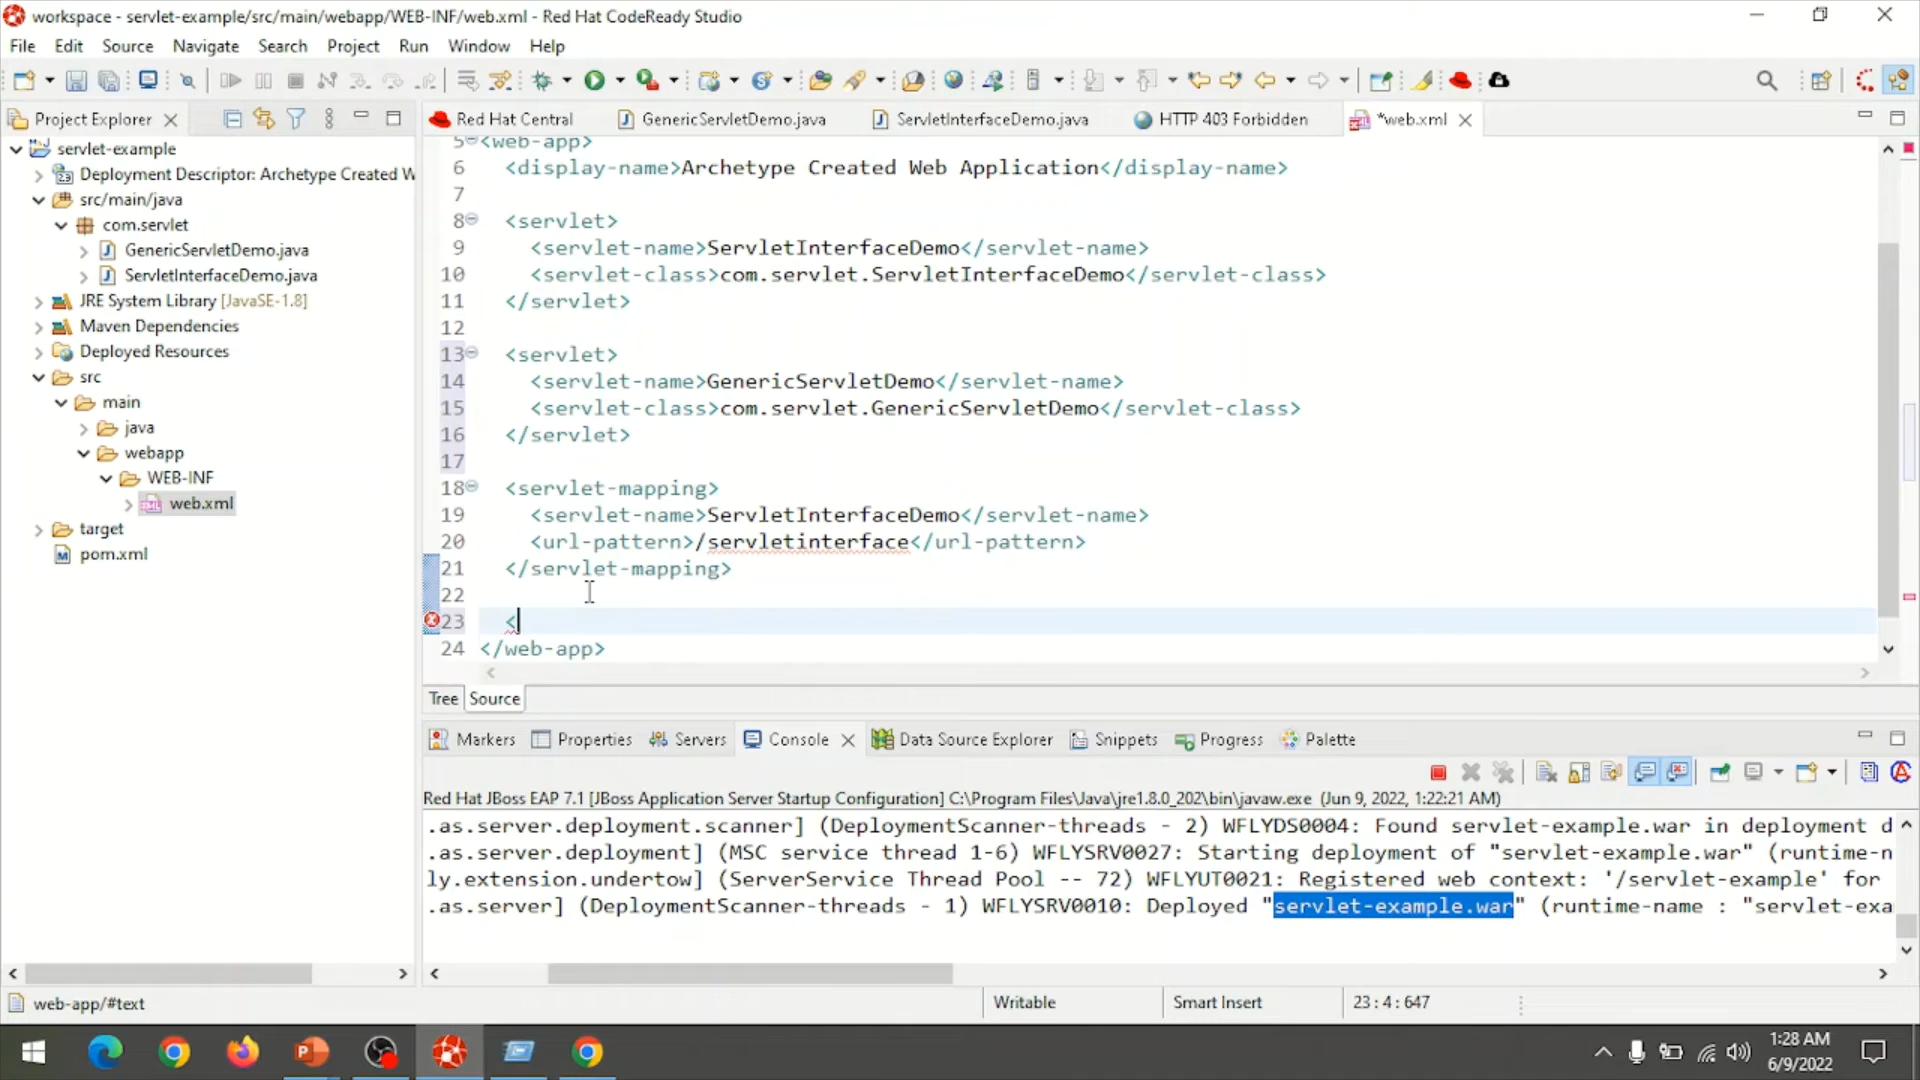 workspace - servlet-example/src/main/webapp/WEB-INF/web.xml - Red Hat CodeReady Studio
File Edit Source Navigate Search Project Run Window Help
Project Explorer
Red Hat Central GenericServletDemo.java ServletInterfaceDemo.java HTTP 403 Forbidden *web.xml
servlet-example
Deployment Descriptor: Archetype Created W
src/main/java
com.servlet
GenericServletDemo.java
ServletInterfaceDemo.java
JRE System Library [JavaSE-1.8]
Maven Dependencies
Deployed Resources
src
main
java
webapp
WEB-INF
web.xml
target
pom.xml
5 <web-app>
6 <display-name>Archetype Created Web Application</display-name>
7
8 <servlet>
9 <servlet-name>ServletInterfaceDemo</servlet-name>
10 <servlet-class>com.servlet.ServletInterfaceDemo</servlet-class>
11 </servlet>
12
13 <servlet>
14 <servlet-name>GenericServletDemo</servlet-name>
15 <servlet-class>com.servlet.GenericServletDemo</servlet-class>
16 </servlet>
17
18 <servlet-mapping>
19 <servlet-name>ServletInterfaceDemo</servlet-name>
20 <url-pattern>/servletinterface</url-pattern>
21 </servlet-mapping>
22
23 <
24 </web-app>
Tree Source
Markers Properties Servers Console Data Source Explorer Snippets Progress Palette
Red Hat JBoss EAP 7.1 [JBoss Application Server Startup Configuration] C:\Program Files\Java\jre1.8.0_202\bin\javaw.exe (Jun 9, 2022, 1:22:21 AM)
.as.server.deployment.scanner] (DeploymentScanner-threads - 2) WFLYDS0004: Found servlet-example.war in deployment d
.as.server.deployment] (MSC service thread 1-6) WFLYSRV0027: Starting deployment of "servlet-example.war" (runtime-n
ly.extension.undertow] (ServerService Thread Pool -- 72) WFLYUT0021: Registered web context: '/servlet-example' for
.as.server] (DeploymentScanner-threads - 1) WFLYSRV0010: Deployed "servlet-example.war" (runtime-name : "servlet-exa
web-app/#text Writable Smart Insert 23 : 4 : 647
1:28 AM
6/9/2022